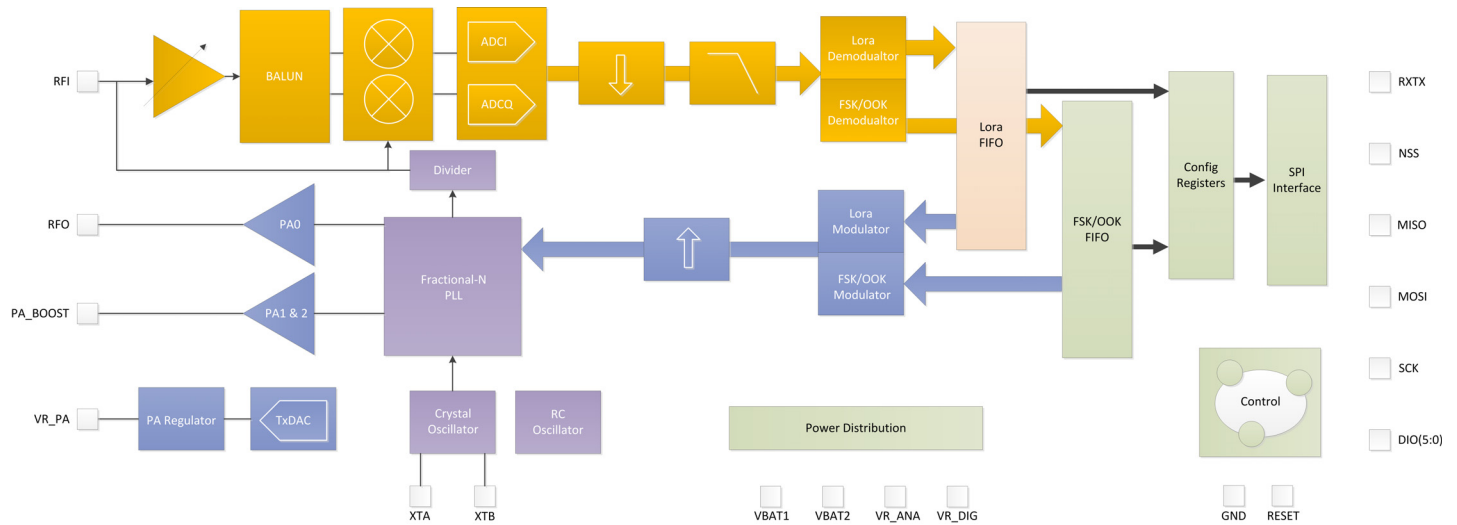 RFI
BALUN
ADCI
ADCQ
Lora
Demodualtor
FSK/OOK
Demodualtor
Lora
FIFO
RXTX
NSS
Config
Registers
SPI
Interface
Divider
RFO
PA0
Fractional-N
PLL
Lora
Modulator
FSK/OOK
Modulator
FSK/OOK
FIFO
MISO
MOSI
PA_BOOST
PA1 & 2
SCK
VR_PA
PA Regulator
TxDAC
Crystal
Oscillator
RC
Oscillator
Power Distribution
Control
DIO(5:0)
XTA
XTB
VBAT1
VBAT2
VR_ANA
VR_DIG
GND
RESET